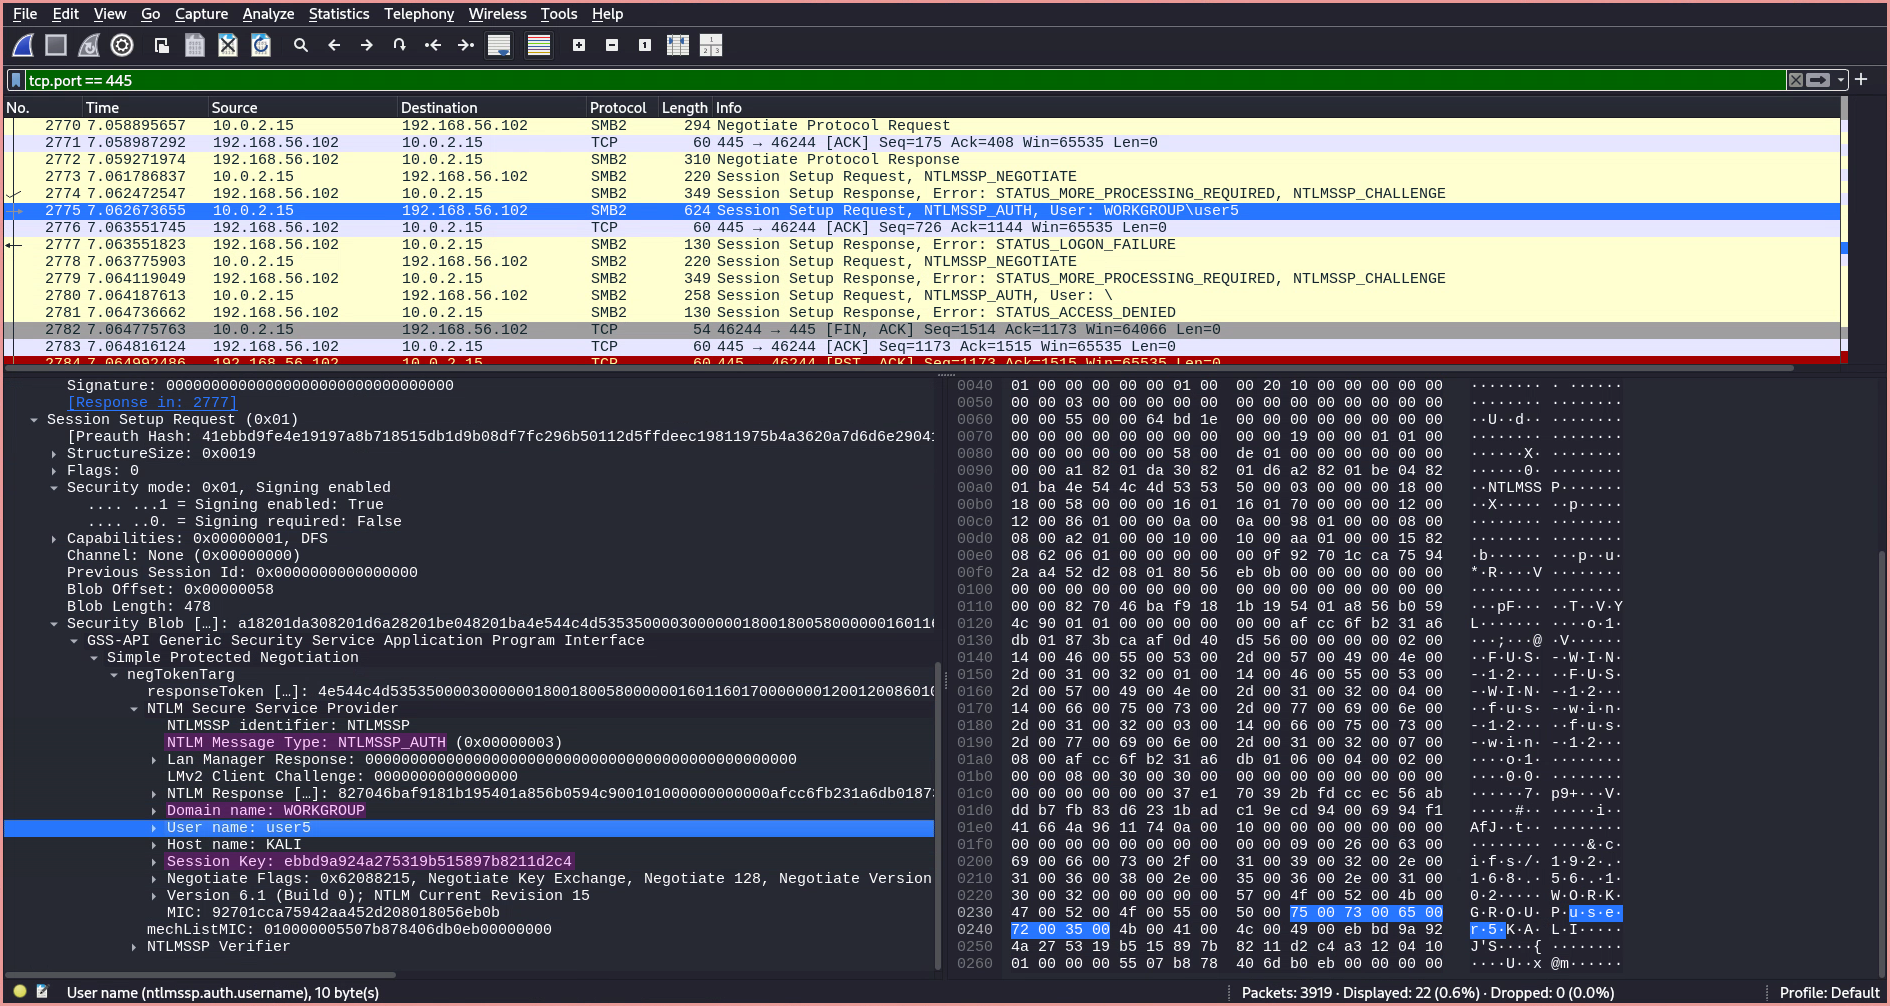 File Edit View Go Capture Analyze Statistics Telephony Wireless Tools Help
tcp.port == 445
No. Time Source Destination Protocol Length Info
2770 7.058895657 10.0.2.15 192.168.56.102 SMB2 294 Negotiate Protocol Request
2771 7.058987292 192.168.56.102 10.0.2.15 TCP 60 445 → 46244 [ACK] Seq=175 Ack=408 Win=65535 Len=0
2772 7.059271974 192.168.56.102 10.0.2.15 SMB2 310 Negotiate Protocol Response
2773 7.061786837 10.0.2.15 192.168.56.102 SMB2 220 Session Setup Request, NTLMSSP_NEGOTIATE
2774 7.062472547 192.168.56.102 10.0.2.15 SMB2 349 Session Setup Response, Error: STATUS_MORE_PROCESSING_REQUIRED, NTLMSSP_CHALLENGE
2775 7.062673655 10.0.2.15 192.168.56.102 SMB2 624 Session Setup Request, NTLMSSP_AUTH, User: WORKGROUP\user5
2776 7.063551745 192.168.56.102 10.0.2.15 TCP 60 445 → 46244 [ACK] Seq=726 Ack=1144 Win=65535 Len=0
2777 7.063551823 192.168.56.102 10.0.2.15 SMB2 130 Session Setup Response, Error: STATUS_LOGON_FAILURE
2778 7.063775903 10.0.2.15 192.168.56.102 SMB2 220 Session Setup Request, NTLMSSP_NEGOTIATE
2779 7.064119049 192.168.56.102 10.0.2.15 SMB2 349 Session Setup Response, Error: STATUS_MORE_PROCESSING_REQUIRED, NTLMSSP_CHALLENGE
2780 7.064187613 10.0.2.15 192.168.56.102 SMB2 258 Session Setup Request, NTLMSSP_AUTH, User: \
2781 7.064736662 192.168.56.102 10.0.2.15 SMB2 130 Session Setup Response, Error: STATUS_ACCESS_DENIED
2782 7.064775763 10.0.2.15 192.168.56.102 TCP 54 46244 → 445 [FIN, ACK] Seq=1514 Ack=1173 Win=64066 Len=0
2783 7.064816124 192.168.56.102 10.0.2.15 TCP 60 445 → 46244 [ACK] Seq=1173 Ack=1515 Win=65535 Len=0
2784 7.064992486 192.168.56.102 10.0.2.15 TCP 60 445 → 46244 [RST, ACK] Seq=1173 Ack=1515 Win=65535 Len=0
Signature: 00000000000000000000000000000000
[Response in: 2777]
Session Setup Request (0x01)
[Preauth Hash: 41ebbd9fe4e19197a8b718515db1d9b08df7fc296b50112d5ffdeec19811975b4a3620a7d6d6e29041
StructureSize: 0x0019
Flags: 0
Security mode: 0x01, Signing enabled
.... ...1 = Signing enabled: True
.... ..0. = Signing required: False
Capabilities: 0x00000001, DFS
Channel: None (0x00000000)
Previous Session Id: 0x0000000000000000
Blob Offset: 0x00000058
Blob Length: 478
Security Blob […]: a18201da308201d6a28201be048201ba4e544c4d53535000030000001800180058000000160116
GSS-API Generic Security Service Application Program Interface
Simple Protected Negotiation
negTokenTarg
responseToken […]: 4e544c4d5353500003000000180018005800000016011601700000001200120086010
NTLM Secure Service Provider
NTLMSSP identifier: NTLMSSP
NTLM Message Type: NTLMSSP_AUTH (0x00000003)
Lan Manager Response: 000000000000000000000000000000000000000000000000
LMv2 Client Challenge: 0000000000000000
NTLM Response […]: 827046baf9181b195401a856b0594c900101000000000000afcc6fb231a6db01873
Domain name: WORKGROUP
User name: user5
Host name: KALI
Session Key: ebbd9a924a275319b515897b8211d2c4
Negotiate Flags: 0x62088215, Negotiate Key Exchange, Negotiate 128, Negotiate Version
Version 6.1 (Build 0); NTLM Current Revision 15
MIC: 92701cca75942aa452d208018056eb0b
mechListMIC: 010000005507b878406db0eb00000000
NTLMSSP Verifier
0040 01 00 00 00 00 00 01 00 00 20 10 00 00 00 00 00 ········ · ······
0050 00 00 03 00 00 00 00 00 00 00 00 00 00 00 00 00 ········ ········
0060 00 00 55 00 00 64 bd 1e 00 00 00 00 00 00 00 00 ··U··d·· ········
0070 00 00 00 00 00 00 00 00 00 00 19 00 00 01 01 00 ········ ········
0080 00 00 00 00 00 00 58 00 de 01 00 00 00 00 00 00 ······X· ········
0090 00 00 a1 82 01 da 30 82 01 d6 a2 82 01 be 04 82 ······0· ········
00a0 01 ba 4e 54 4c 4d 53 53 50 00 03 00 00 00 18 00 ··NTLMSS P·······
00b0 18 00 58 00 00 00 16 01 16 01 70 00 00 00 12 00 ··X····· ··p·····
00c0 12 00 86 01 00 00 0a 00 0a 00 98 01 00 00 08 00 ········ ········
00d0 08 00 a2 01 00 00 10 00 10 00 aa 01 00 00 15 82 ········ ········
00e0 08 62 06 01 00 00 00 00 00 0f 92 70 1c ca 75 94 ·b······ ···p··u·
00f0 2a a4 52 d2 08 01 80 56 eb 0b 00 00 00 00 00 00 *·R····V ········
0100 00 00 00 00 00 00 00 00 00 00 00 00 00 00 00 00 ········ ········
0110 00 00 82 70 46 ba f9 18 1b 19 54 01 a8 56 b0 59 ···pF··· ··T··V·Y
0120 4c 90 01 01 00 00 00 00 00 00 af cc 6f b2 31 a6 L······· ····o·1·
0130 db 01 87 3b ca af 0d 40 d5 56 00 00 00 00 02 00 ···;···@ ·V······
0140 14 00 46 00 55 00 53 00 2d 00 57 00 49 00 4e 00 ··F·U·S· -·W·I·N·
0150 2d 00 31 00 32 00 01 00 14 00 46 00 55 00 53 00 -·1·2··· ··F·U·S·
0160 2d 00 57 00 49 00 4e 00 2d 00 31 00 32 00 04 00 -·W·I·N· -·1·2···
0170 14 00 66 00 75 00 73 00 2d 00 77 00 69 00 6e 00 ··f·u·s· -·w·i·n·
0180 2d 00 31 00 32 00 03 00 14 00 66 00 75 00 73 00 -·1·2··· ··f·u·s·
0190 2d 00 77 00 69 00 6e 00 2d 00 31 00 32 00 07 00 -·w·i·n· -·1·2···
01a0 08 00 af cc 6f b2 31 a6 db 01 06 00 04 00 02 00 ····o·1· ········
01b0 00 00 08 00 30 00 30 00 00 00 00 00 00 00 00 00 ····0·0· ········
01c0 00 00 00 00 00 00 37 e1 70 39 2b fd cc ec 56 ab ······7· p9+···V·
01d0 dd b7 fb 83 d6 23 1b ad c1 9e cd 94 00 69 94 f1 ·····#·· ·····i··
01e0 41 66 4a 96 11 74 0a 00 10 00 00 00 00 00 00 00 AfJ··t·· ········
01f0 00 00 00 00 00 00 00 00 00 00 09 00 26 00 63 00 ········ ····&·c·
0200 69 00 66 00 73 00 2f 00 31 00 39 00 32 00 2e 00 i·f·s·/· 1·9·2·.·
0210 31 00 36 00 38 00 2e 00 35 00 36 00 2e 00 31 00 1·6·8·.· 5·6·.·1·
0220 30 00 32 00 00 00 00 00 57 00 4f 00 52 00 4b 00 0·2····· W·O·R·K·
0230 47 00 52 00 4f 00 55 00 50 00 75 00 73 00 65 00 G·R·O·U· P·u·s·e·
0240 72 00 35 00 4b 00 41 00 4c 00 49 00 eb bd 9a 92 r·5·K·A· L·I·····
0250 4a 27 53 19 b5 15 89 7b 82 11 d2 c4 a3 12 04 10 J'S····{ ········
0260 01 00 00 00 55 07 b8 78 40 6d b0 eb 00 00 00 00 ····U··x @m······
User name (ntlmssp.auth.username), 10 byte(s)
Packets: 3919 · Displayed: 22 (0.6%) · Dropped: 0 (0.0%)
Profile: Default